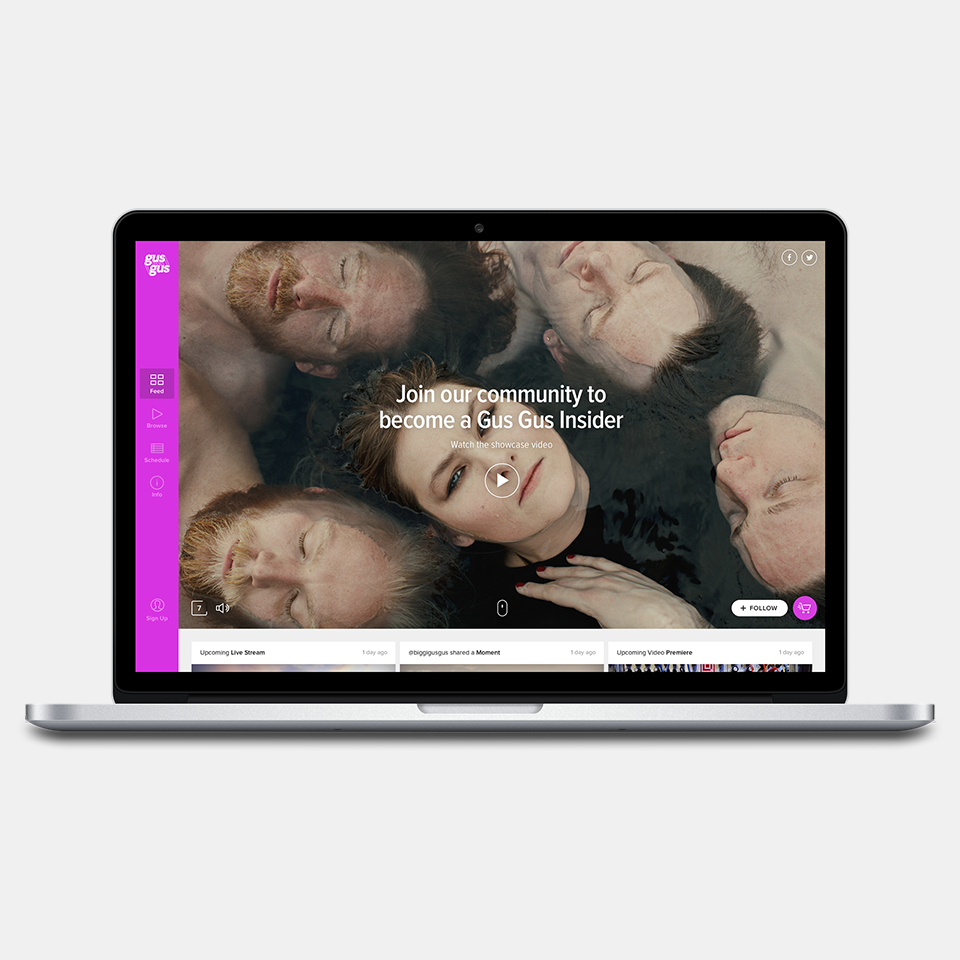 gus
gus
Feed
Browse
Schedule
Info
Sign Up
f
Join our community to
become a Gus Gus Insider
Watch the showcase video
7
+ FOLLOW
Upcoming Live Stream
1 day ago
@biggigusgus shared a Moment
1 day ago
Upcoming Video Premiere
1 day ago